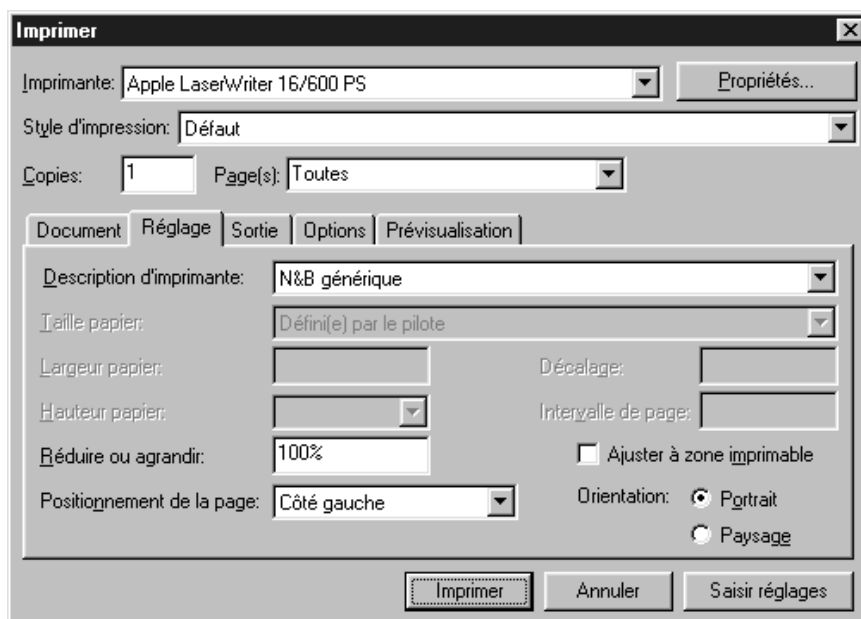 Imprimer
Imprimante: Apple LaserWriter 16/600 PS Propriétés...
Style d'impression: Défaut
Copies: 1 Page(s): Toutes
Document Réglage Sortie Options Prévisualisation
Description d'imprimante: N&B générique
Taille papier: Défini(e) par le pilote
Largeur papier: Décalage:
Hauteur papier: Intervalle de page:
Réduire ou agrandir: 100% Ajuster à zone imprimable
Positionnement de la page: Côté gauche Orientation: Portrait
Paysage
Imprimer Annuler Saisir réglages